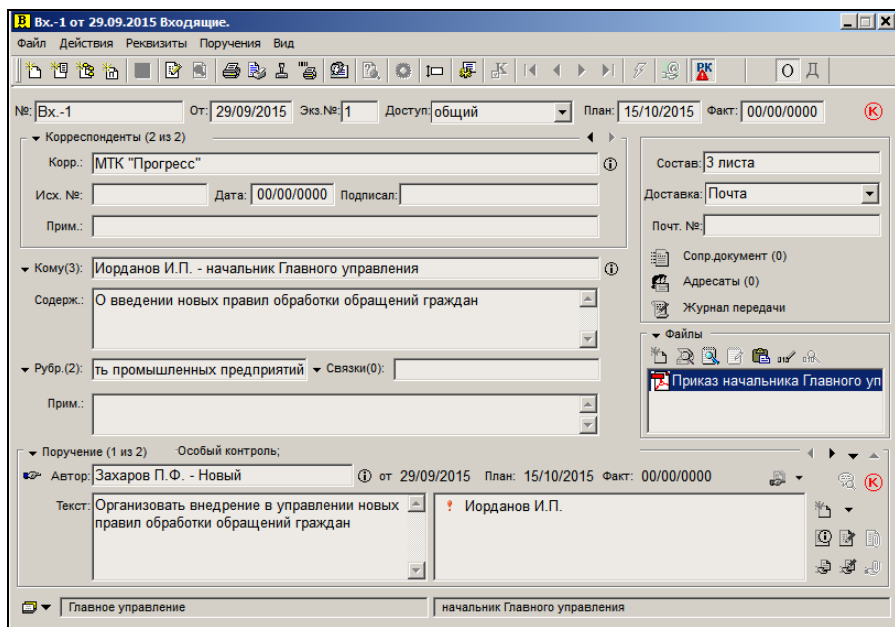 Вх.-1 от 29.09.2015 Входящие.
Файл Действия Реквизиты Поручения Вид
РК О Д
№: Вх.-1 От: 29/09/2015 Экз.№: 1 Доступ: общий План: 15/10/2015 Факт: 00/00/0000 К
Корреспонденты (2 из 2)
Корр.: МТК "Прогресс"
Состав: 3 листа
Исх. №: Дата: 00/00/0000 Подписал:
Доставка: Почта
Прим.:
Почт. №:
Сопр.документ (0)
Кому(3): Иорданов И.П. - начальник Главного управления
Адресаты (0)
Содерж.: О введении новых правил обработки обращений граждан
Журнал передачи
Файлы
Рубр.(2): ть промышленных предприятий Связки(0):
Приказ начальника Главного уп
Прим.:
Поручение (1 из 2) Особый контроль;
Автор: Захаров П.Ф. - Новый от 29/09/2015 План: 15/10/2015 Факт: 00/00/0000 К
Текст: Организовать внедрение в управлении новых
правил обработки обращений граждан
! Иорданов И.П.
Главное управление
начальник Главного управления